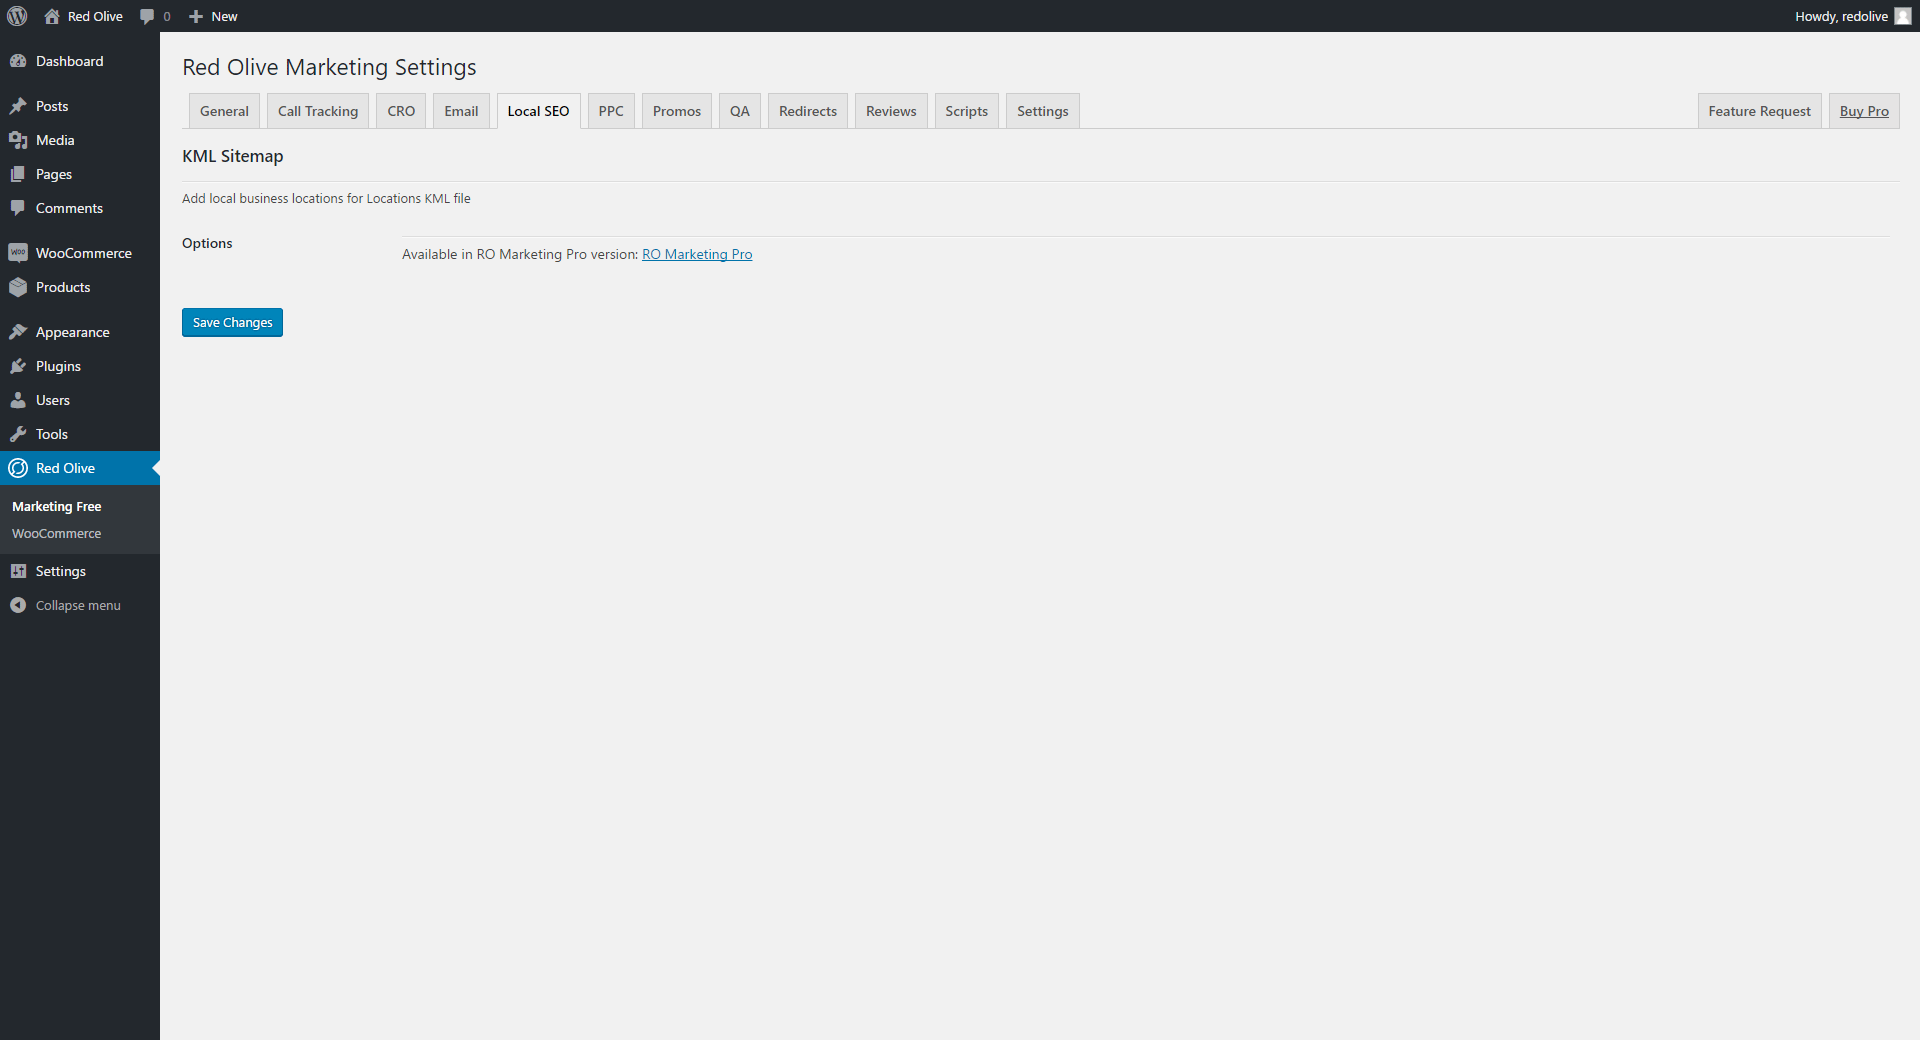 Red Olive 0 New Howdy, redolive
Dashboard
Posts
Media
Pages
Comments
WooCommerce
Products
Appearance
Plugins
Users
Tools
Red Olive
Marketing Free
WooCommerce
Settings
Collapse menu
Red Olive Marketing Settings
General Call Tracking CRO Email Local SEO PPC Promos QA Redirects Reviews Scripts Settings Feature Request Buy Pro
KML Sitemap
Add local business locations for Locations KML file
Options
Available in RO Marketing Pro version: RO Marketing Pro
Save Changes